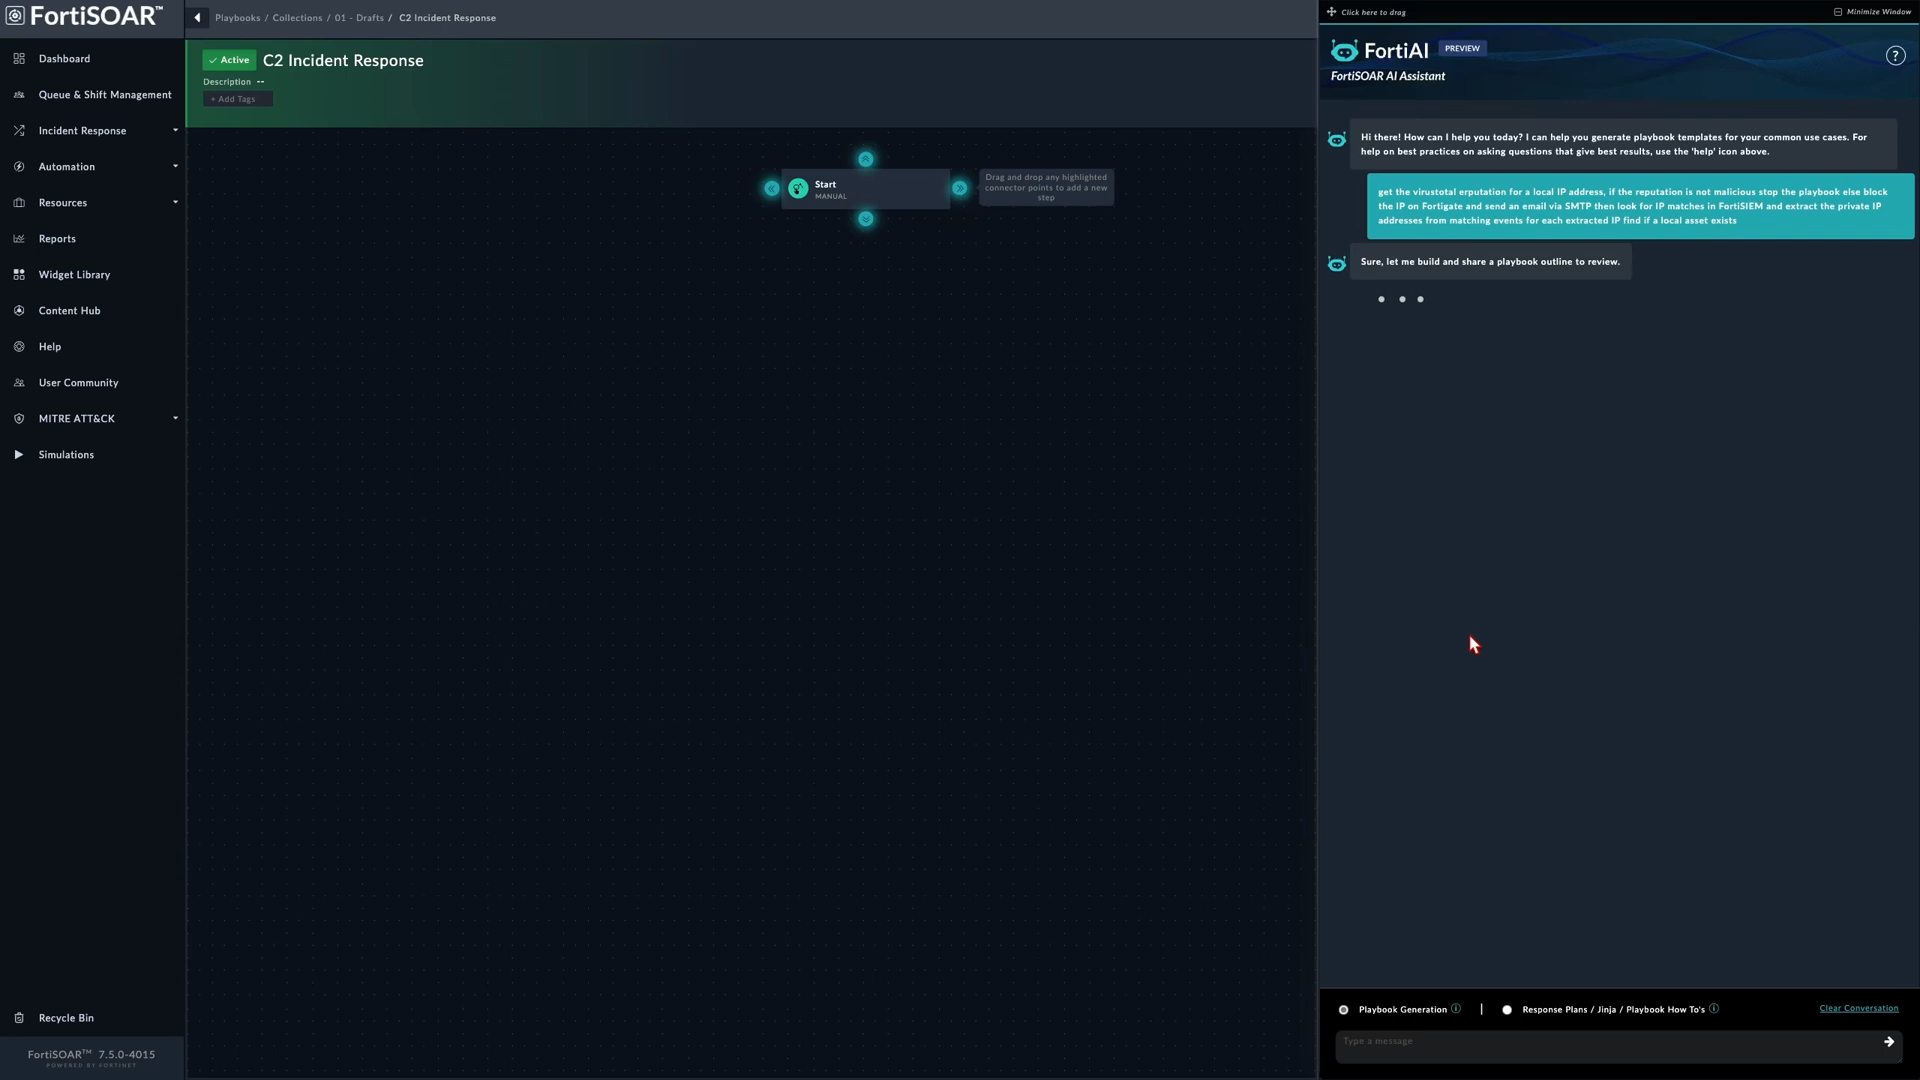 FortiSOAR™
Dashboard
Queue & Shift Management
Incident Response
Automation
Resources
Reports
Widget Library
Content Hub
Help
User Community
MITRE ATT&CK
Simulations
Recycle Bin
FortiSOAR™ 7.5.0-4015
POWERED BY FORTINET
Playbooks / Collections / 01 - Drafts / C2 Incident Response
Active C2 Incident Response
Description --
+ Add Tags
Start
MANUAL
Drag and drop any highlighted
connector points to add a new
step
Click here to drag
Minimize Window
FortiAI PREVIEW
?
FortiSOAR AI Assistant
Hi there! How can I help you today? I can help you generate playbook templates for your common use cases. For
help on best practices on asking questions that give best results, use the 'help' icon above.
get the virustotal erputation for a local IP address, if the reputation is not malicious stop the playbook else block
the IP on Fortigate and send an email via SMTP then look for IP matches in FortiSIEM and extract the private IP
addresses from matching events for each extracted IP find if a local asset exists
Sure, let me build and share a playbook outline to review.
Playbook Generation | Response Plans / Jinja / Playbook How To's
Clear Conversation
Type a message